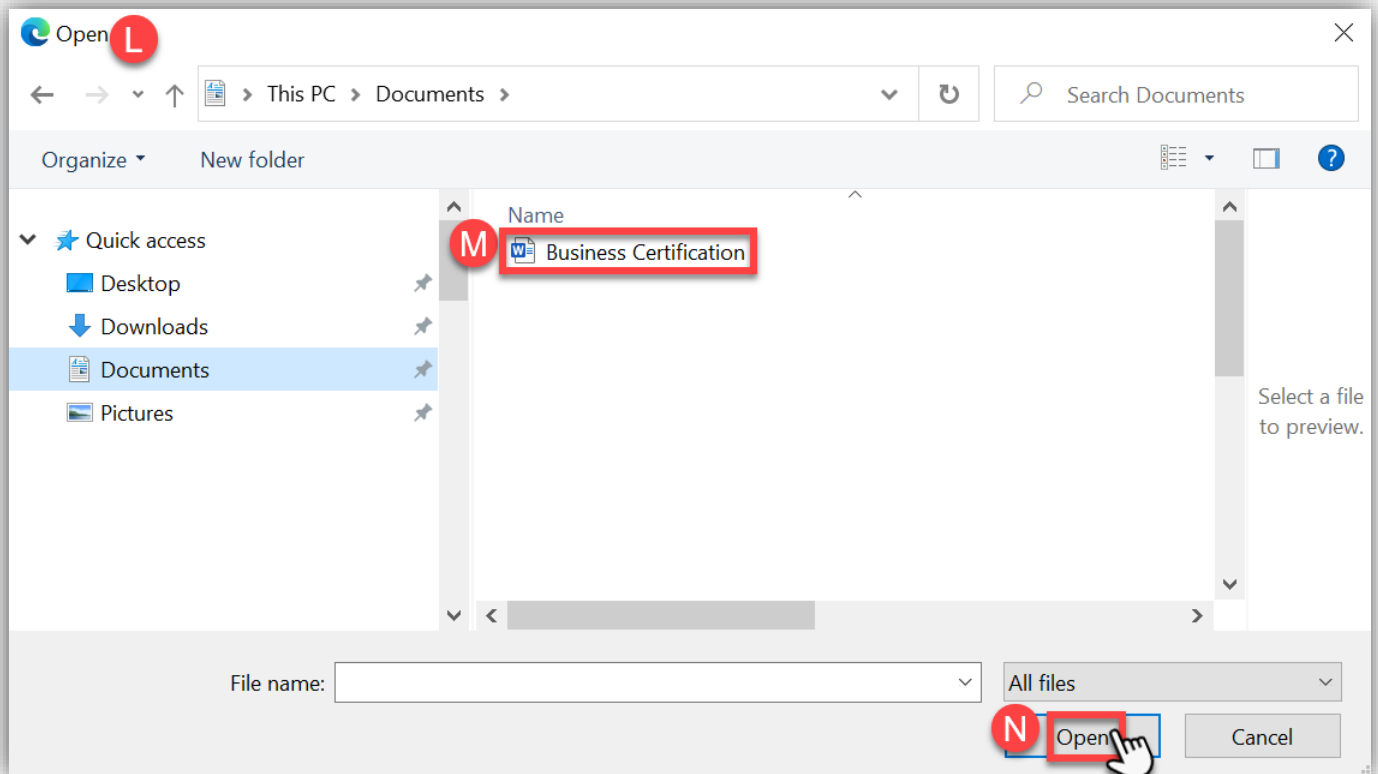 Open L
This PC > Documents >
Search Documents
Organize
New folder
?
Quick access
Desktop
Downloads
Documents
Pictures
Name
M
W Business Certification
Select a file
to preview.
File name:
All files
N
Open
Cancel